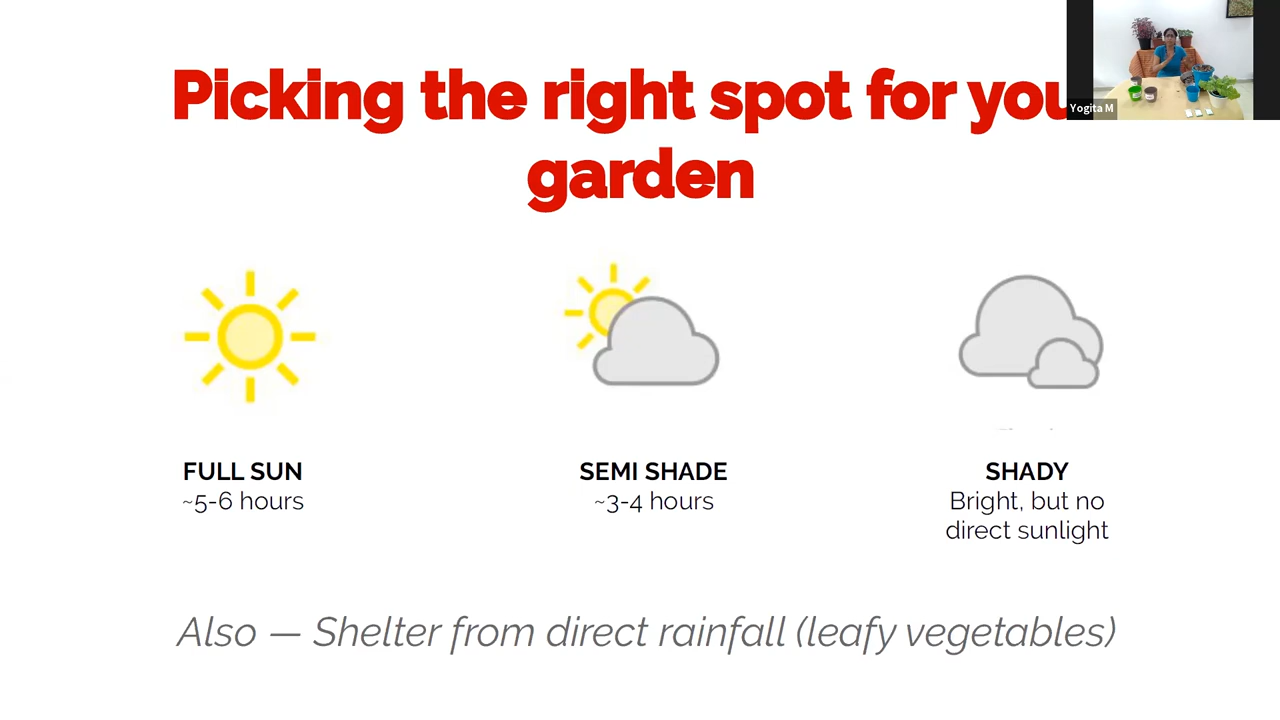 Picking the right spot for you
garden
Yogita M
FULL SUN
~5-6 hours
SEMI SHADE
~3-4 hours
SHADY
Bright, but no
direct sunlight
Also — Shelter from direct rainfall (leafy vegetables)